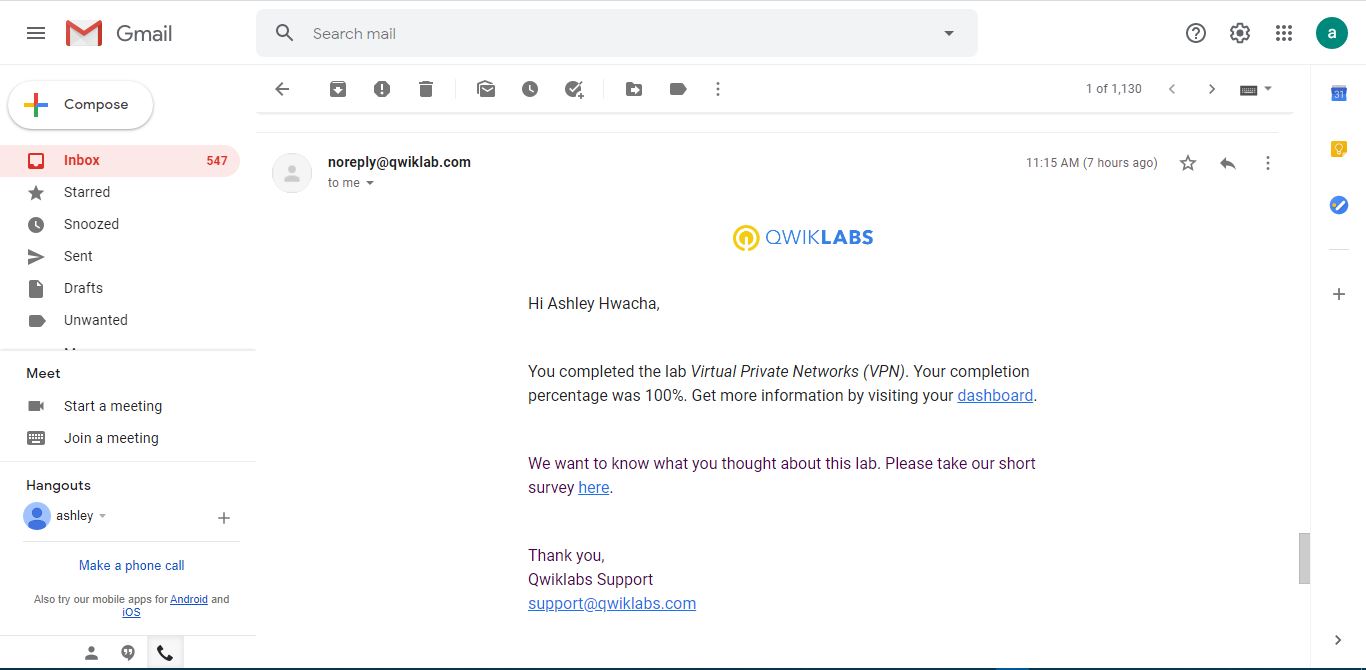 Gmail
Search mail
a
Compose
1 of 1,130
31
Inbox 547
Starred
Snoozed
Sent
Drafts
Unwanted
Meet
Start a meeting
Join a meeting
Hangouts
ashley
Make a phone call
Also try our mobile apps for Android and
iOS
noreply@qwiklab.com
11:15 AM (7 hours ago)
to me
QWIKLABS
Hi Ashley Hwacha,
You completed the lab Virtual Private Networks (VPN). Your completion
percentage was 100%. Get more information by visiting your dashboard.
We want to know what you thought about this lab. Please take our short
survey here.
Thank you,
Qwiklabs Support
support@qwiklabs.com